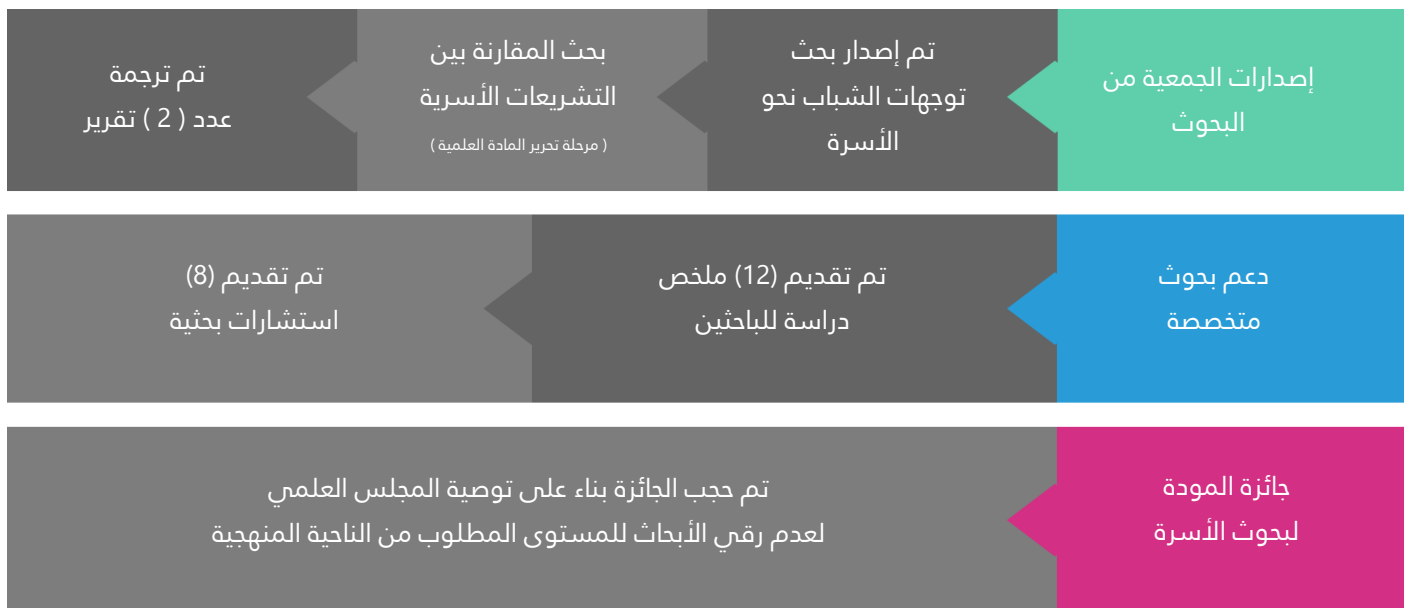 إصدارات الجمعية من
البحوث
تم إصدار بحث
توجهات الشباب نحو
الأسرة
بحث المقارنة بين
التشريعات الأسرية
( مرحلة تحرير المادة العلمية )
تم ترجمة
عدد ( 2 ) تقرير
دعم بحوث
متخصصة
تم تقديم (12) ملخص
دراسة للباحثين
تم تقديم (8)
استشارات بحثية
جائزة المودة
لبحوث الأسرة
تم حجب الجائزة بناء على توصية المجلس العلمي
لعدم رقي الأبحاث للمستوى المطلوب من الناحية المنهجية